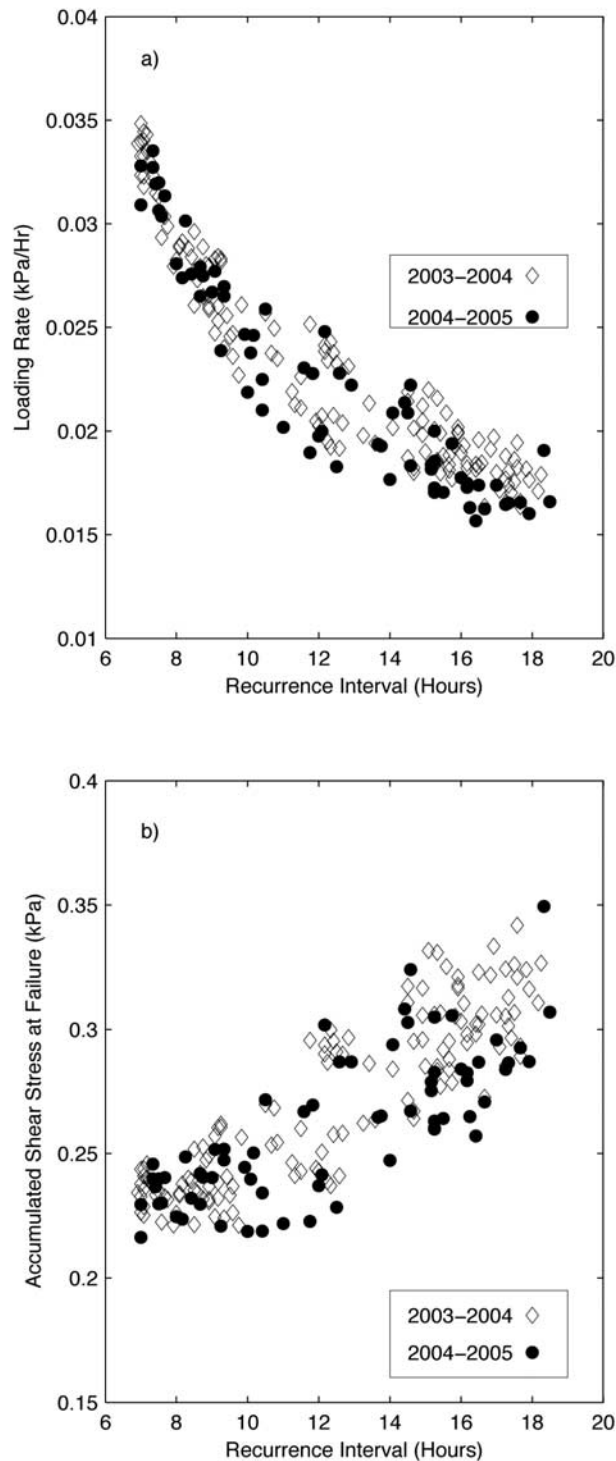 a)
0.04
0.035
0.03
0.025
0.02
0.015
0.01
Loading Rate (kPa/Hr)
2003-2004
2004-2005
6 8 10 12 14 16 18 20
Recurrence Interval (Hours)
b)
0.4
0.35
0.3
0.25
0.2
0.15
Accumulated Shear Stress at Failure (kPa)
2003-2004
2004-2005
6 8 10 12 14 16 18 20
Recurrence Interval (Hours)